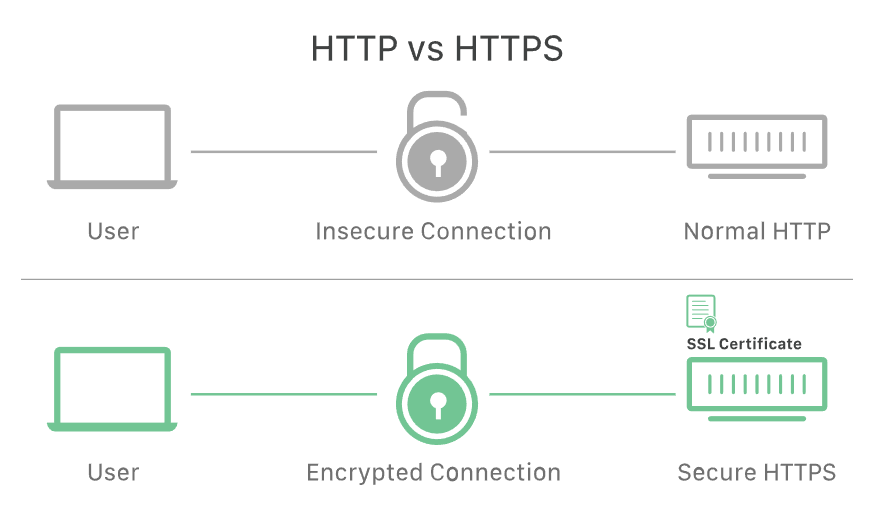 HTTP vs HTTPS
User
Insecure Connection
Normal HTTP
SSL Certificate
User
Encrypted Connection
Secure HTTPS